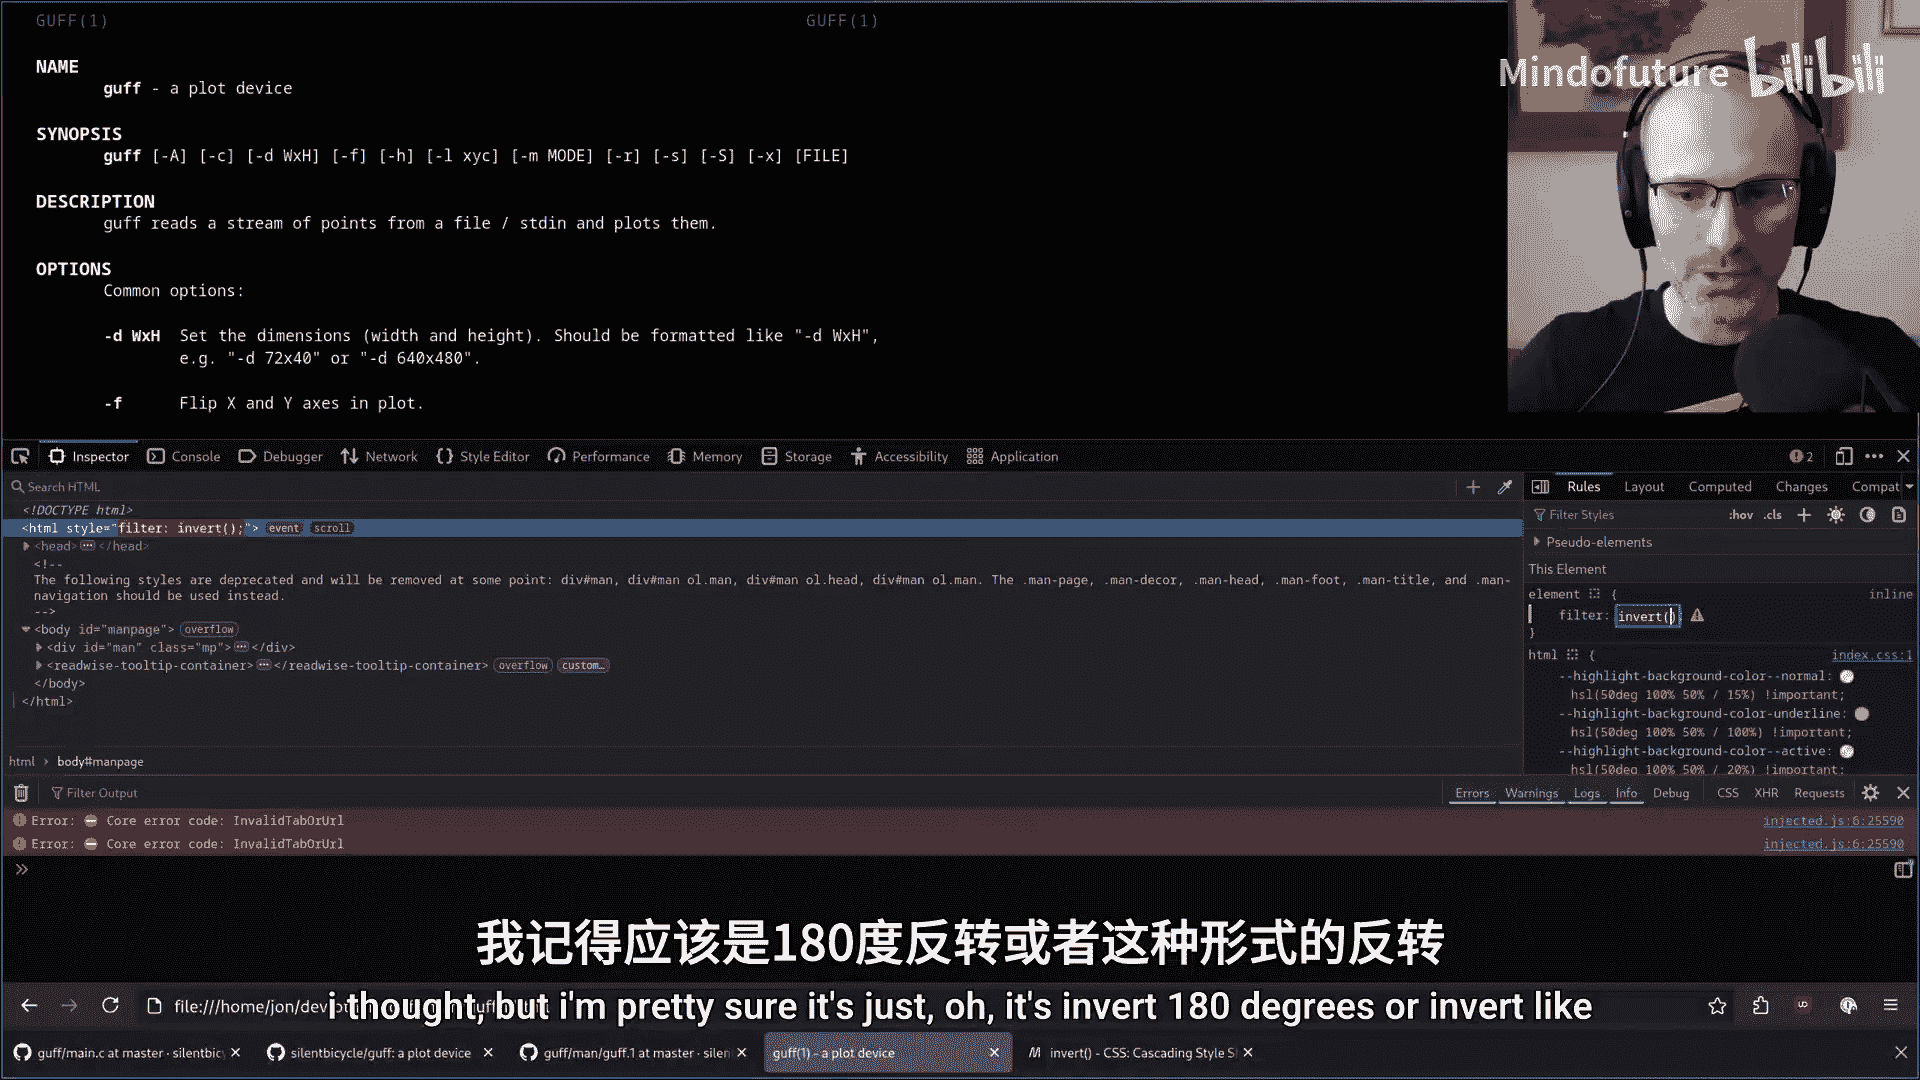 GUFF(1) GUFF(1)
Mindofuture bilibili
NAME
guff - a plot device
SYNOPSIS
guff [-A] [-c] [-d WxH] [-f] [-h] [-l xyc] [-m MODE] [-r] [-s] [-S] [-x] [FILE]
DESCRIPTION
guff reads a stream of points from a file / stdin and plots them.
OPTIONS
Common options:
-d WxH Set the dimensions (width and height). Should be formatted like "-d WxH",
e.g. "-d 72x40" or "-d 640x480".
-f Flip X and Y axes in plot.
Inspector Console Debugger Network Style Editor Performance Memory Storage Accessibility Application 2
Search HTML
<!DOCTYPE html>
<html style="filter: invert();"> event scroll
<head> ··· </head>
<!--
The following styles are deprecated and will be removed at some point: div#man, div#man ol.man, div#man ol.head, div#man ol.man. The .man-page, .man-decor, .man-head, .man-foot, .man-title, and .man-
navigation should be used instead.
-->
<body id="manpage"> overflow
<div id="man" class="mp"> ··· </div>
<readwise-tooltip-container> ··· </readwise-tooltip-container> overflow custom…
</body>
</html>
html › body#manpage
Rules Layout Computed Changes Compat
Filter Styles :hov .cls
Pseudo-elements
This Element
element { inline
filter: invert()
}
html { index.css:1
--highlight-background-color--normal:
hsl(50deg 100% 50% / 15%) !important;
--highlight-background-color-underline:
hsl(50deg 100% 50% / 100%) !important;
--highlight-background-color--active:
hsl(50deg 100% 50% / 20%) !important;
Filter Output Errors Warnings Logs Info Debug CSS XHR Requests
Error: Core error code: InvalidTabOrUrl injected.js:6:25590
Error: Core error code: InvalidTabOrUrl injected.js:6:25590
»
我记得应该是180度反转或者这种形式的反转
i thought, but i'm pretty sure it's just, oh, it's invert 180 degrees or invert like
file:///home/jon/dev
guff/main.c at master · silentbic silentbicycle/guff: a plot device guff/man/guff.1 at master · silen guff(1) - a plot device invert() - CSS: Cascading Style S